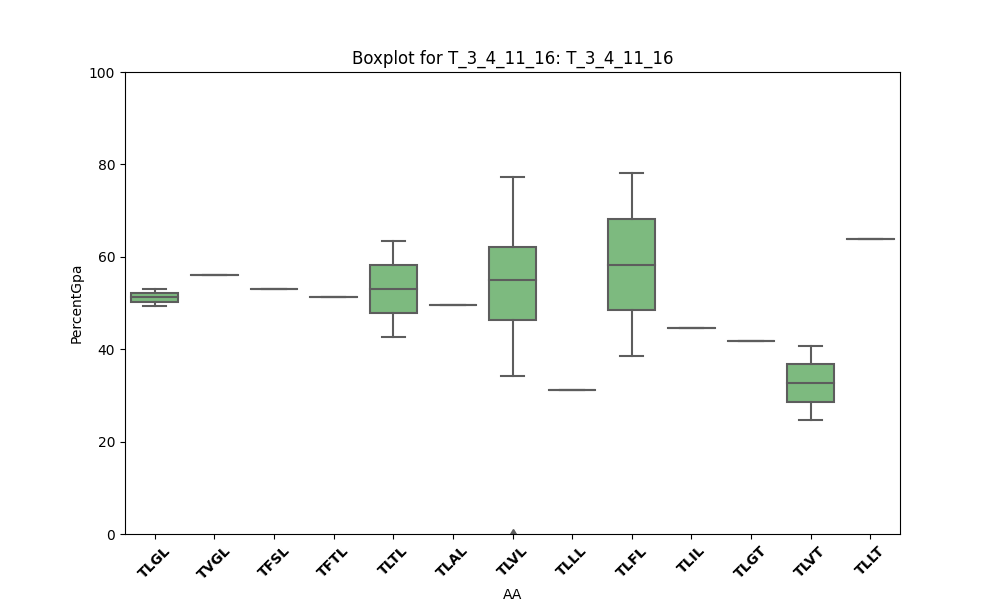 Boxplot for T_3_4_11_16: T_3_4_11_16
100
80
60
40
20
0
PercentGpa
TLGL
TVGL
TFSL
TFTL
TLTL
TLAL
TLVL
TLLL
TLFL
TLIL
TLGT
TLVT
TLLT
AA